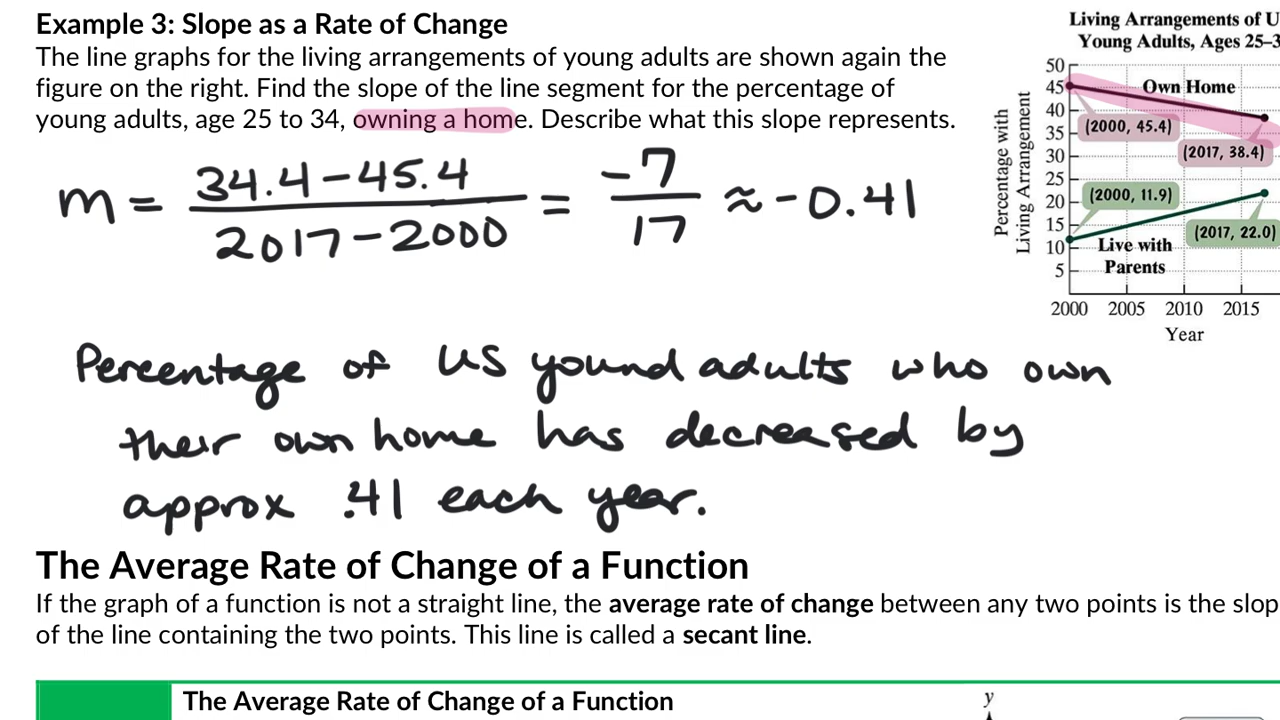 Example 3: Slope as a Rate of Change
The line graphs for the living arrangements of young adults are shown again the
figure on the right. Find the slope of the line segment for the percentage of
young adults, age 25 to 34, owning a home. Describe what this slope represents.
m = 34.4-45.4 / 2017-2000 = -7 / 17 ≈ -0.41
Percentage of US yound adults who own
their own home has decreased by
approx .41 each year.
Living Arrangements of U
Young Adults, Ages 25–3
Percentage with
Living Arrangement
50
45
40
35
30
25
20
15
10
5
Own Home
(2000, 45.4)
(2017, 38.4)
(2000, 11.9)
(2017, 22.0)
Live with
Parents
2000 2005 2010 2015
Year
The Average Rate of Change of a Function
If the graph of a function is not a straight line, the average rate of change between any two points is the slop
of the line containing the two points. This line is called a secant line.
The Average Rate of Change of a Function
y